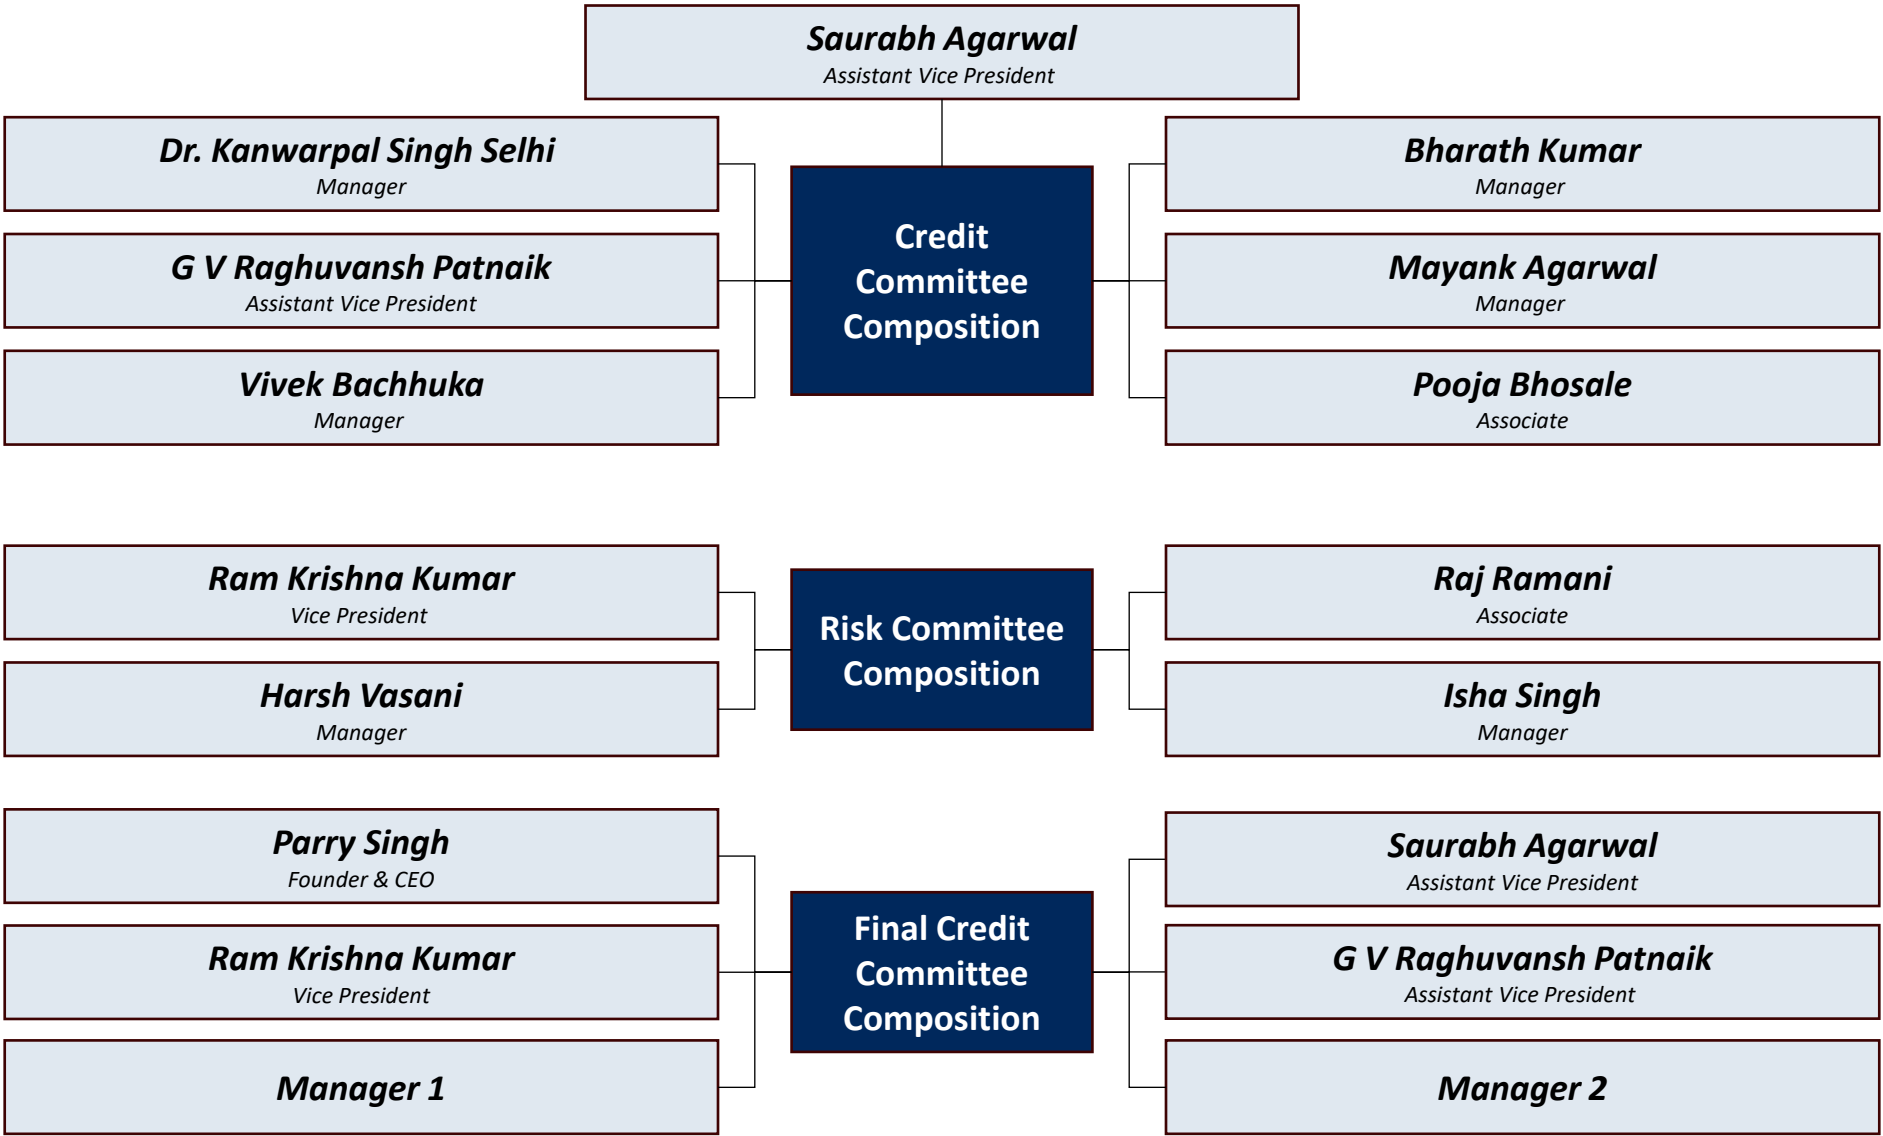 Saurabh Agarwal
Assistant Vice President
Dr. Kanwarpal Singh Selhi
Manager
G V Raghuvansh Patnaik
Assistant Vice President
Vivek Bachhuka
Manager
Credit
Committee
Composition
Bharath Kumar
Manager
Mayank Agarwal
Manager
Pooja Bhosale
Associate
Ram Krishna Kumar
Vice President
Harsh Vasani
Manager
Risk Committee
Composition
Raj Ramani
Associate
Isha Singh
Manager
Parry Singh
Founder & CEO
Ram Krishna Kumar
Vice President
Manager 1
Final Credit
Committee
Composition
Saurabh Agarwal
Assistant Vice President
G V Raghuvansh Patnaik
Assistant Vice President
Manager 2